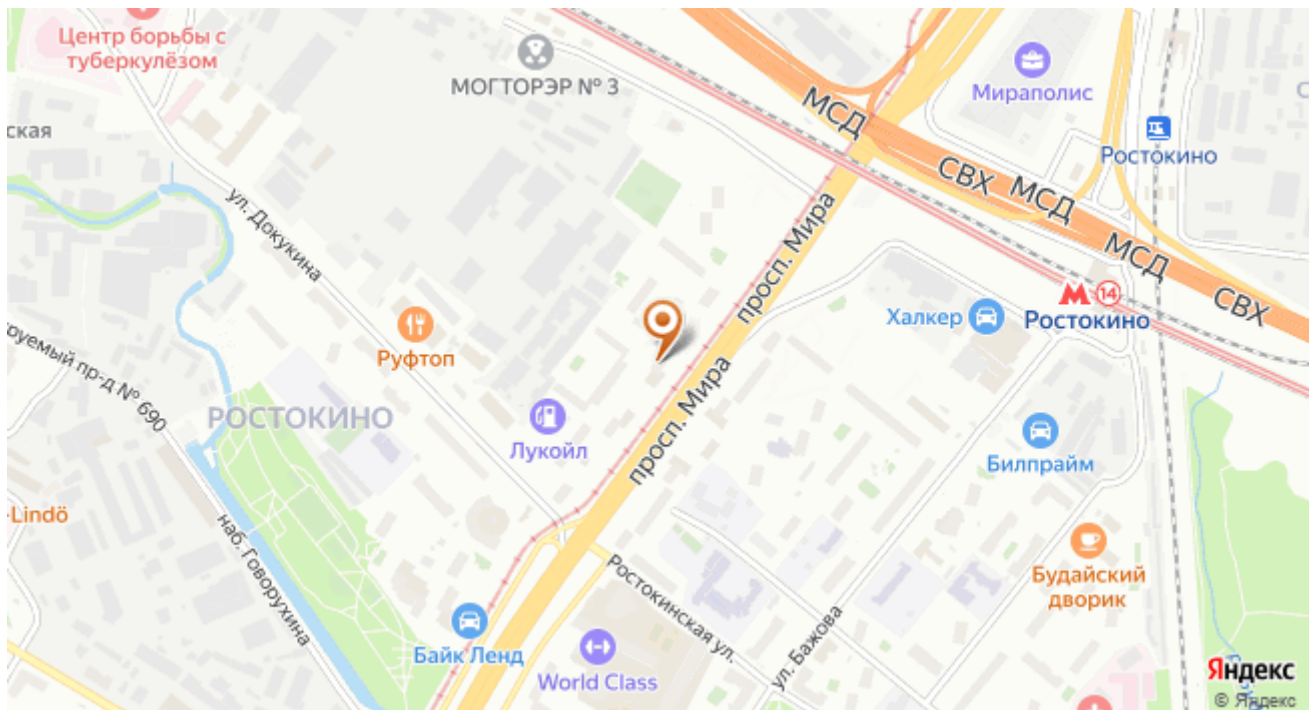 Центр борьбы с
туберкулёзом
МОГТОРЭР № 3
Мираполис
МСД
ская
Ростокино
СВХ МСД
ул. Докукина
просп. Мира
МСД
СВХ
14
Халкер
Ростокино
Руфтоп
руемый пр-д № 690
РОСТОКИНО
просп. Мира
Лукойл
Билпрайм
-Lindö
наб. Говорухина
Ростокинская ул.
Будайский
дворик
ул. Бажова
Байк Ленд
World Class
Яндекс
© Яндекс